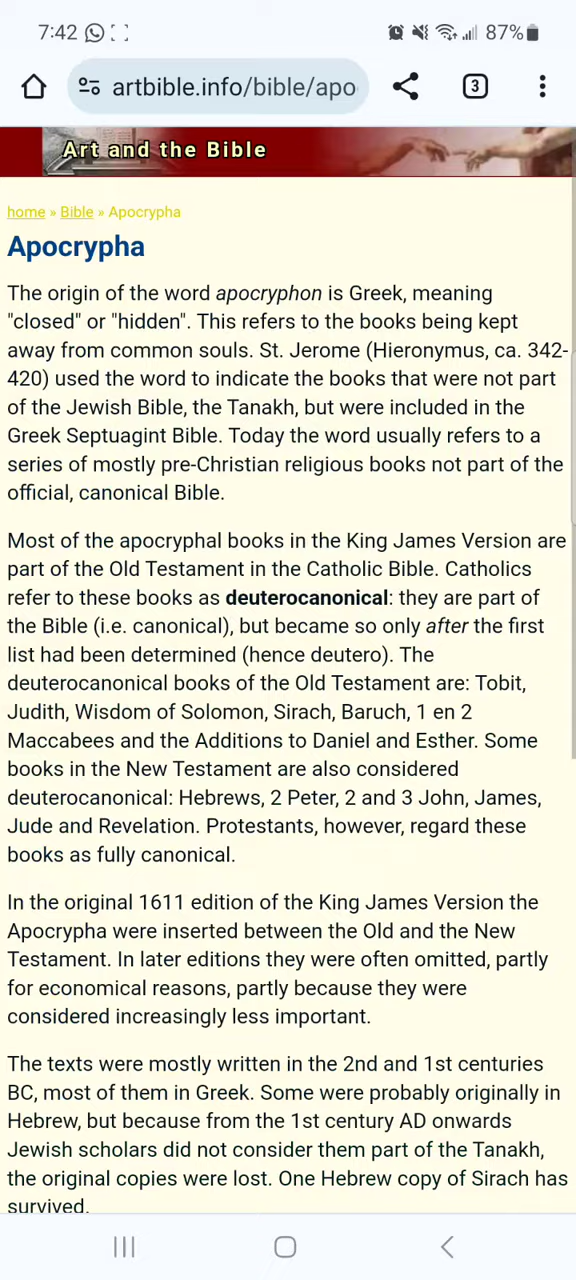 7:42
87%
artbible.info/bible/apo
3
Art and the Bible
home » Bible » Apocrypha
Apocrypha
The origin of the word apocryphon is Greek, meaning
"closed" or "hidden". This refers to the books being kept
away from common souls. St. Jerome (Hieronymus, ca. 342-
420) used the word to indicate the books that were not part
of the Jewish Bible, the Tanakh, but were included in the
Greek Septuagint Bible. Today the word usually refers to a
series of mostly pre-Christian religious books not part of the
official, canonical Bible.
Most of the apocryphal books in the King James Version are
part of the Old Testament in the Catholic Bible. Catholics
refer to these books as deuterocanonical: they are part of
the Bible (i.e. canonical), but became so only after the first
list had been determined (hence deutero). The
deuterocanonical books of the Old Testament are: Tobit,
Judith, Wisdom of Solomon, Sirach, Baruch, 1 en 2
Maccabees and the Additions to Daniel and Esther. Some
books in the New Testament are also considered
deuterocanonical: Hebrews, 2 Peter, 2 and 3 John, James,
Jude and Revelation. Protestants, however, regard these
books as fully canonical.
In the original 1611 edition of the King James Version the
Apocrypha were inserted between the Old and the New
Testament. In later editions they were often omitted, partly
for economical reasons, partly because they were
considered increasingly less important.
The texts were mostly written in the 2nd and 1st centuries
BC, most of them in Greek. Some were probably originally in
Hebrew, but because from the 1st century AD onwards
Jewish scholars did not consider them part of the Tanakh,
the original copies were lost. One Hebrew copy of Sirach has
survived.